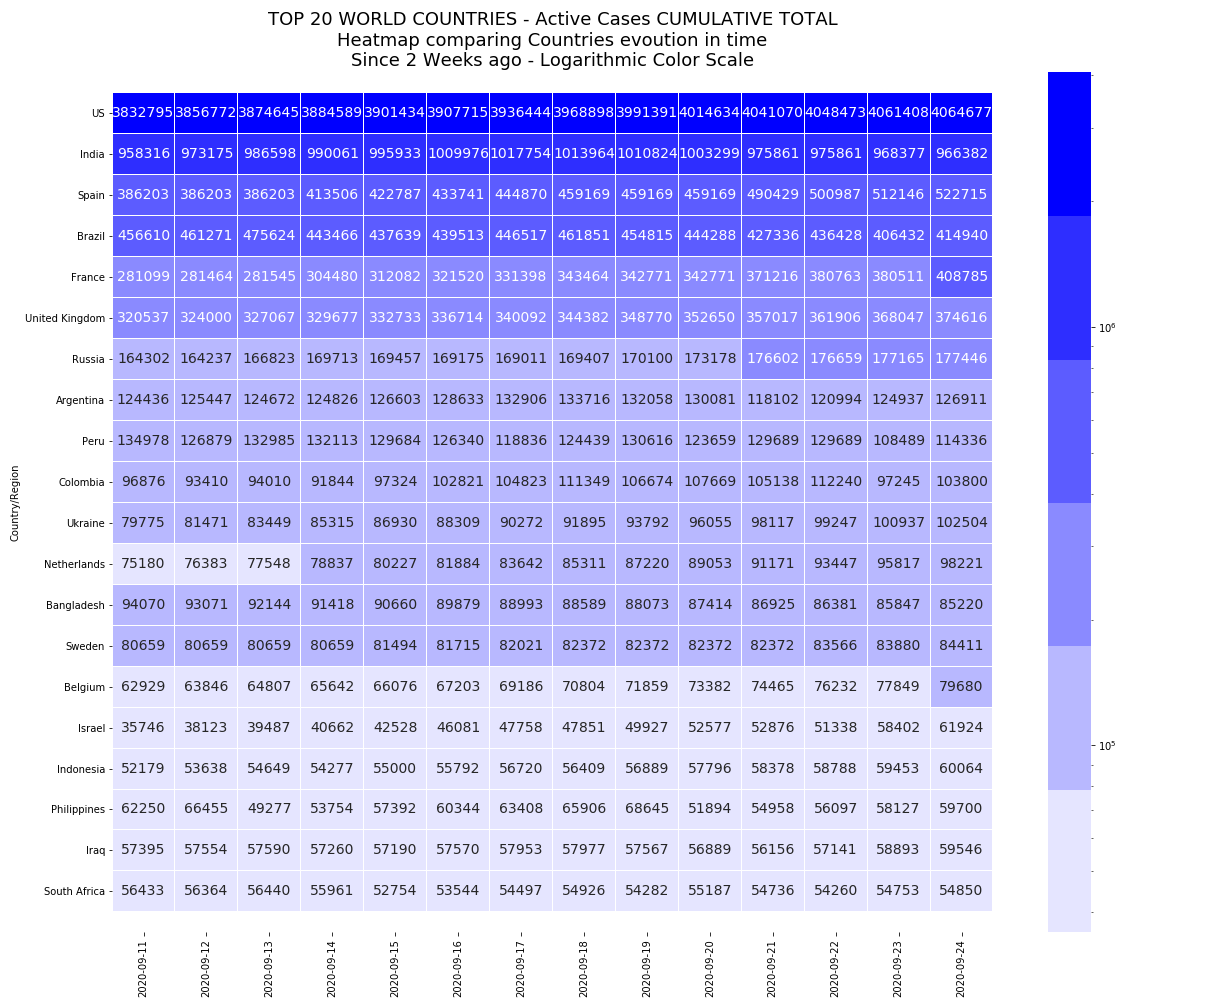 TOP 20 WORLD COUNTRIES - Active Cases CUMULATIVE TOTAL
Heatmap comparing Countries evoution in time
Since 2 Weeks ago - Logarithmic Color Scale
Country/Region
US 3832795 3856772 3874645 3884589 3901434 3907715 3936444 3968898 3991391 4014634 4041070 4048473 4061408 4064677
India 958316 973175 986598 990061 995933 1009976 1017754 1013964 1010824 1003299 975861 975861 968377 966382
Spain 386203 386203 386203 413506 422787 433741 444870 459169 459169 459169 490429 500987 512146 522715
Brazil 456610 461271 475624 443466 437639 439513 446517 461851 454815 444288 427336 436428 406432 414940
France 281099 281464 281545 304480 312082 321520 331398 343464 342771 342771 371216 380763 380511 408785
United Kingdom 320537 324000 327067 329677 332733 336714 340092 344382 348770 352650 357017 361906 368047 374616
Russia 164302 164237 166823 169713 169457 169175 169011 169407 170100 173178 176602 176659 177165 177446
Argentina 124436 125447 124672 124826 126603 128633 132906 133716 132058 130081 118102 120994 124937 126911
Peru 134978 126879 132985 132113 129684 126340 118836 124439 130616 123659 129689 129689 108489 114336
Colombia 96876 93410 94010 91844 97324 102821 104823 111349 106674 107669 105138 112240 97245 103800
Ukraine 79775 81471 83449 85315 86930 88309 90272 91895 93792 96055 98117 99247 100937 102504
Netherlands 75180 76383 77548 78837 80227 81884 83642 85311 87220 89053 91171 93447 95817 98221
Bangladesh 94070 93071 92144 91418 90660 89879 88993 88589 88073 87414 86925 86381 85847 85220
Sweden 80659 80659 80659 80659 81494 81715 82021 82372 82372 82372 82372 83566 83880 84411
Belgium 62929 63846 64807 65642 66076 67203 69186 70804 71859 73382 74465 76232 77849 79680
Israel 35746 38123 39487 40662 42528 46081 47758 47851 49927 52577 52876 51338 58402 61924
Indonesia 52179 53638 54649 54277 55000 55792 56720 56409 56889 57796 58378 58788 59453 60064
Philippines 62250 66455 49277 53754 57392 60344 63408 65906 68645 51894 54958 56097 58127 59700
Iraq 57395 57554 57590 57260 57190 57570 57953 57977 57567 56889 56156 57141 58893 59546
South Africa 56433 56364 56440 55961 52754 53544 54497 54926 54282 55187 54736 54260 54753 54850
2020-09-11 2020-09-12 2020-09-13 2020-09-14 2020-09-15 2020-09-16 2020-09-17 2020-09-18 2020-09-19 2020-09-20 2020-09-21 2020-09-22 2020-09-23 2020-09-24
10⁶
10⁵